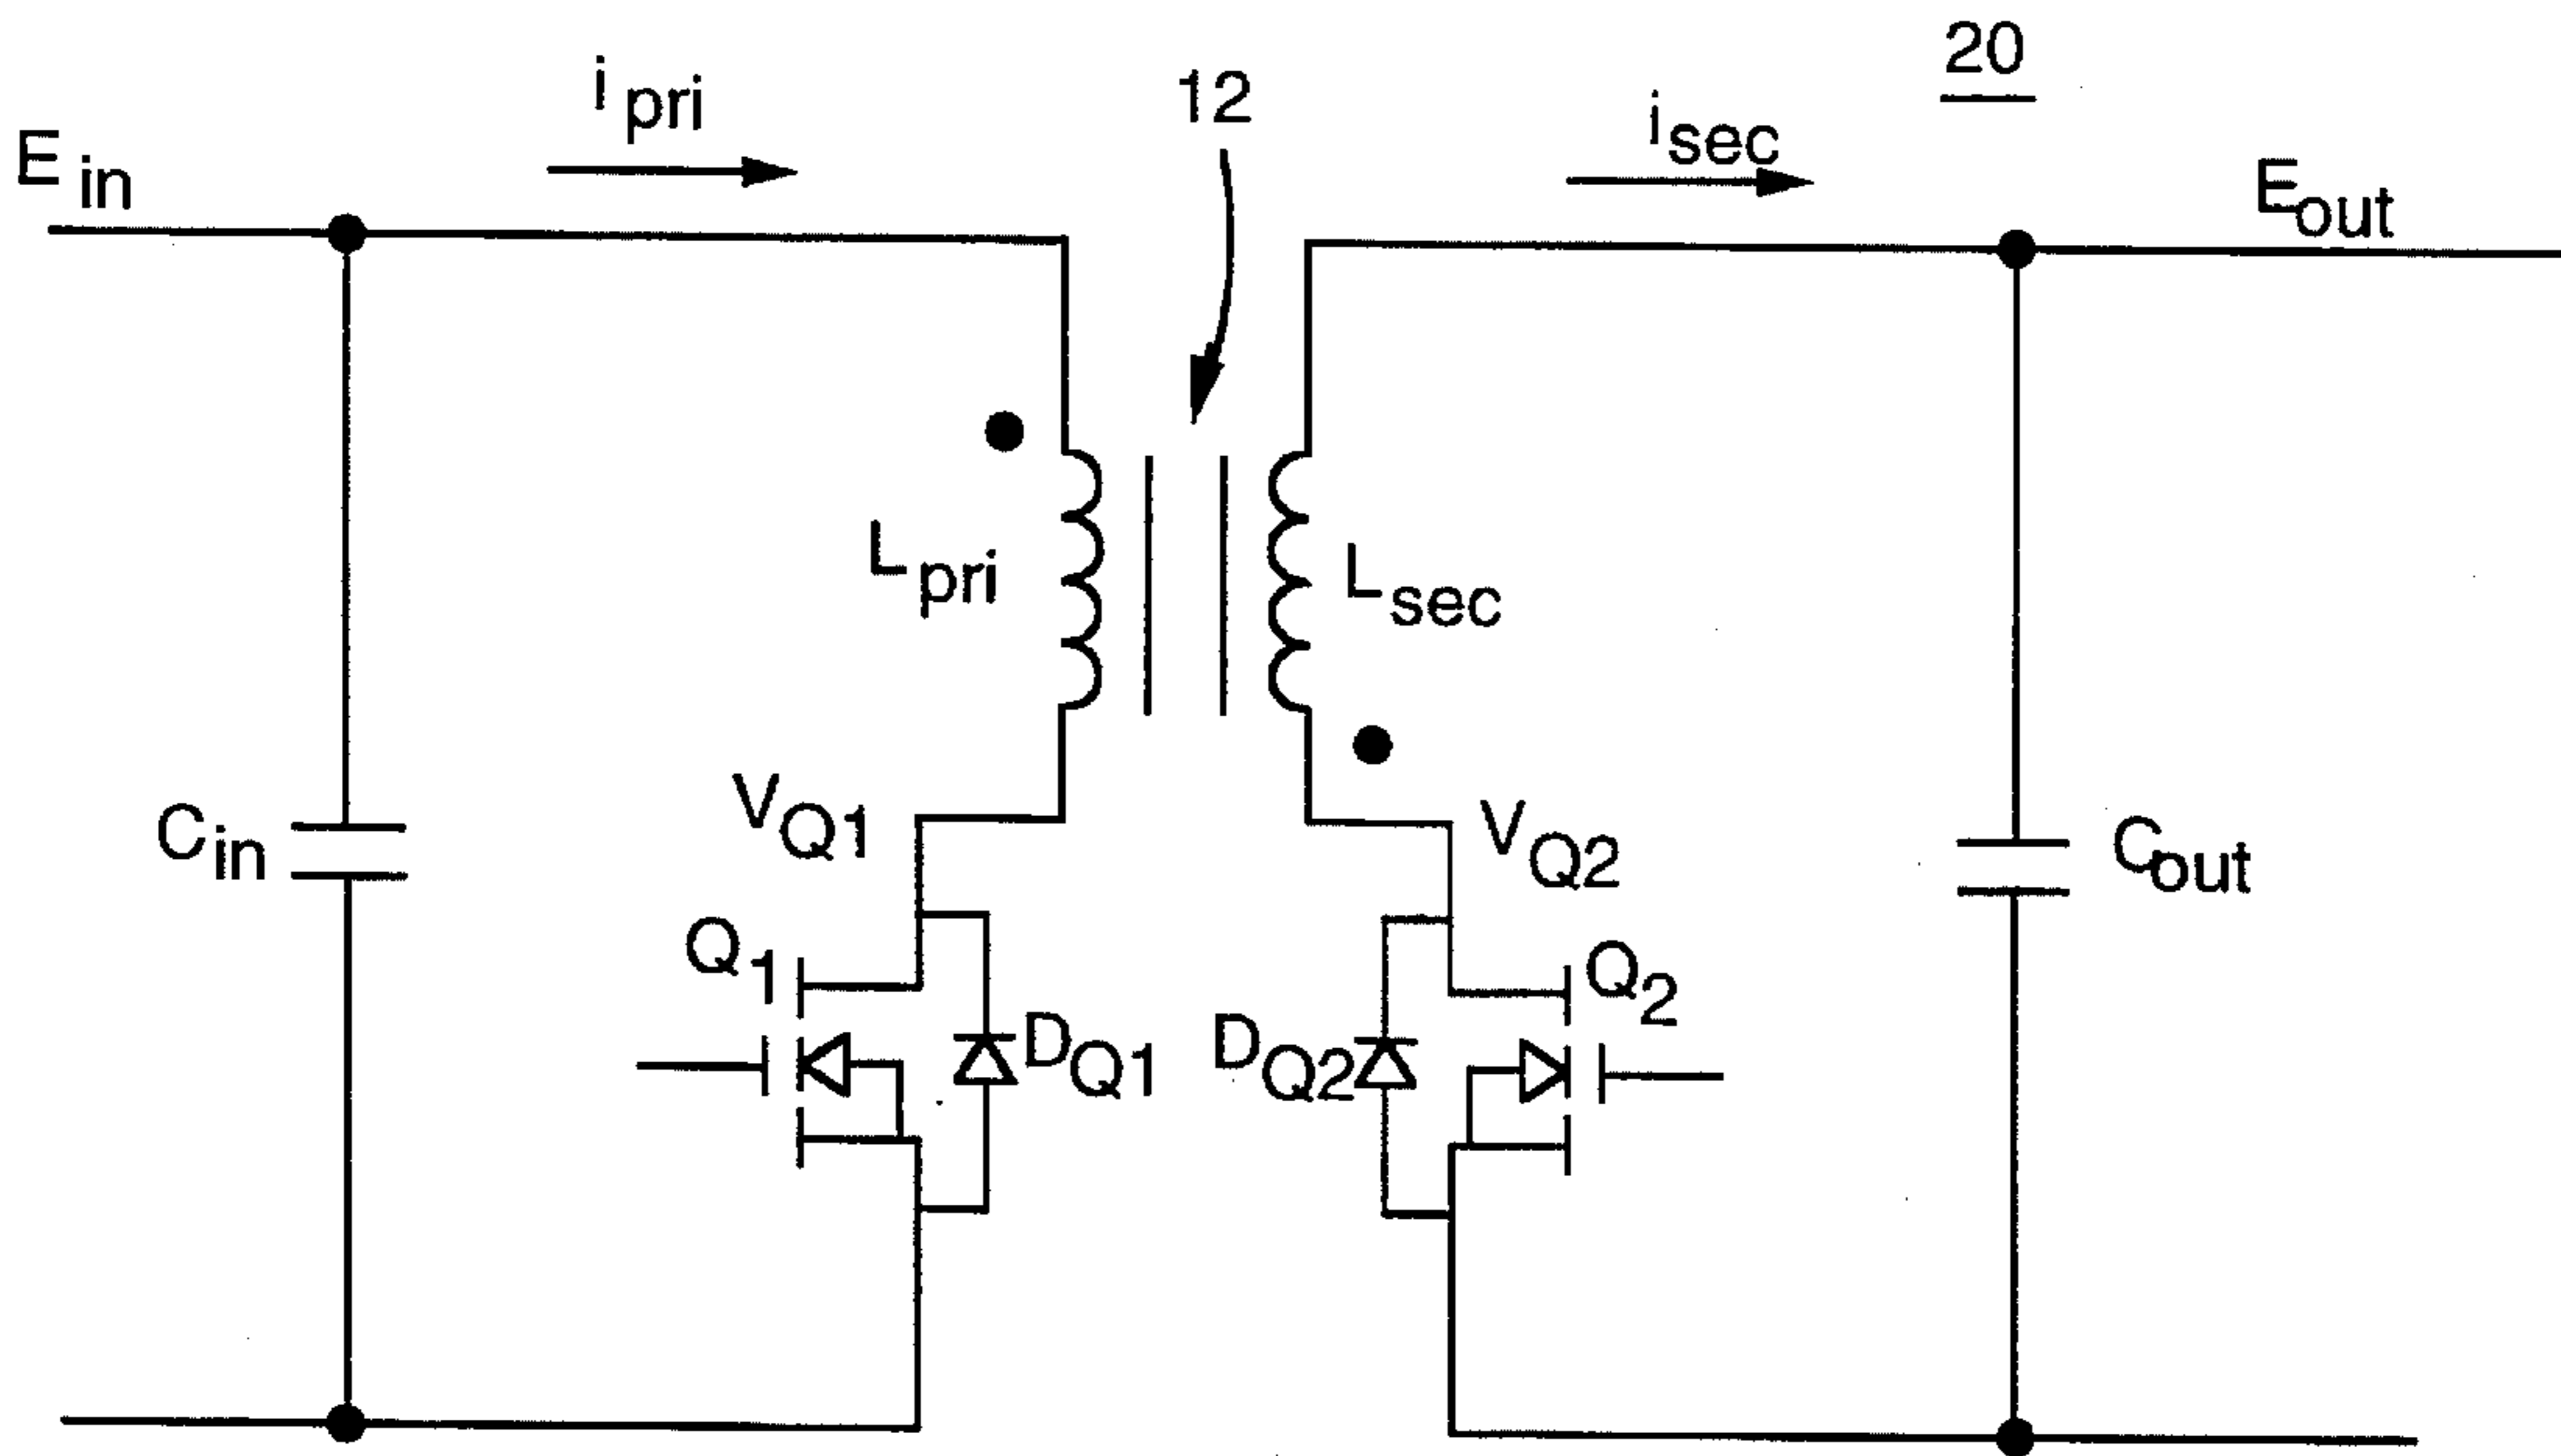 20
i pri
12
i sec
E in
E out
L pri
L sec
V Q1
V Q2
C in
C out
Q 1
Q 2
D Q1
D Q2